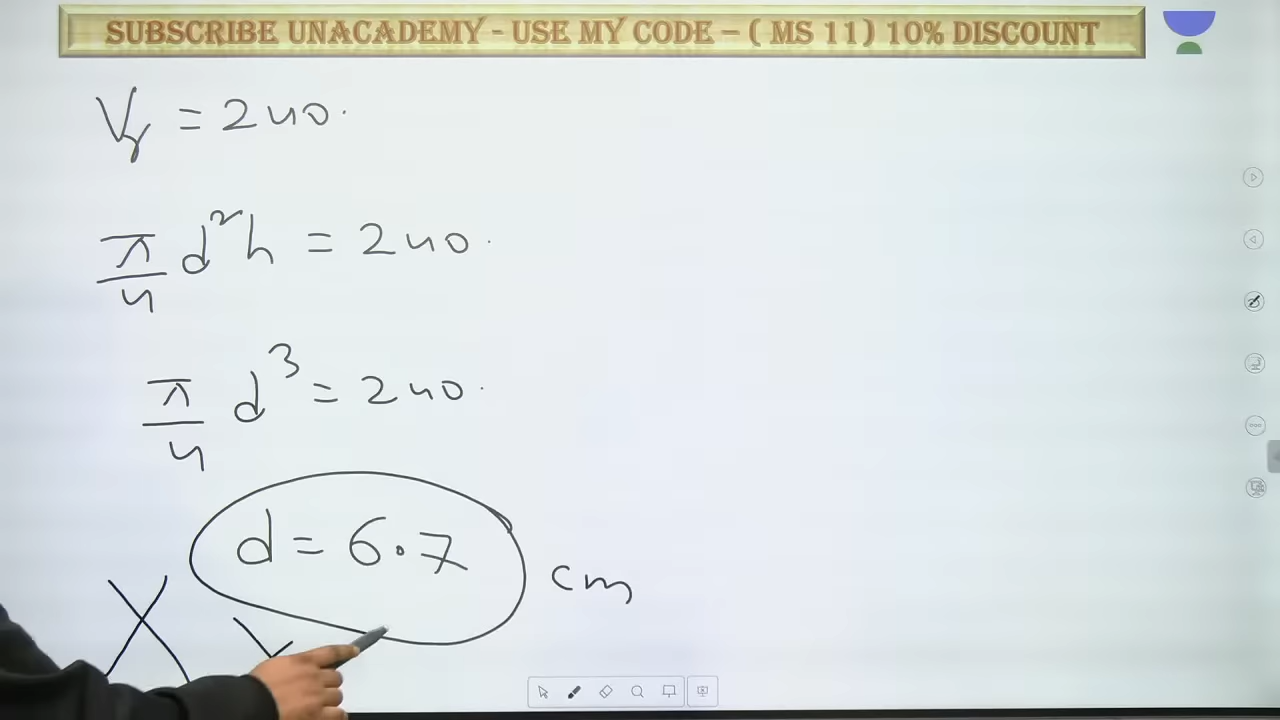 SUBSCRIBE UNACADEMY - USE MY CODE – ( MS 11) 10% DISCOUNT
Vr = 240.
π/4 d²h = 240.
π/4 d³ = 240.
d = 6.7 cm
X